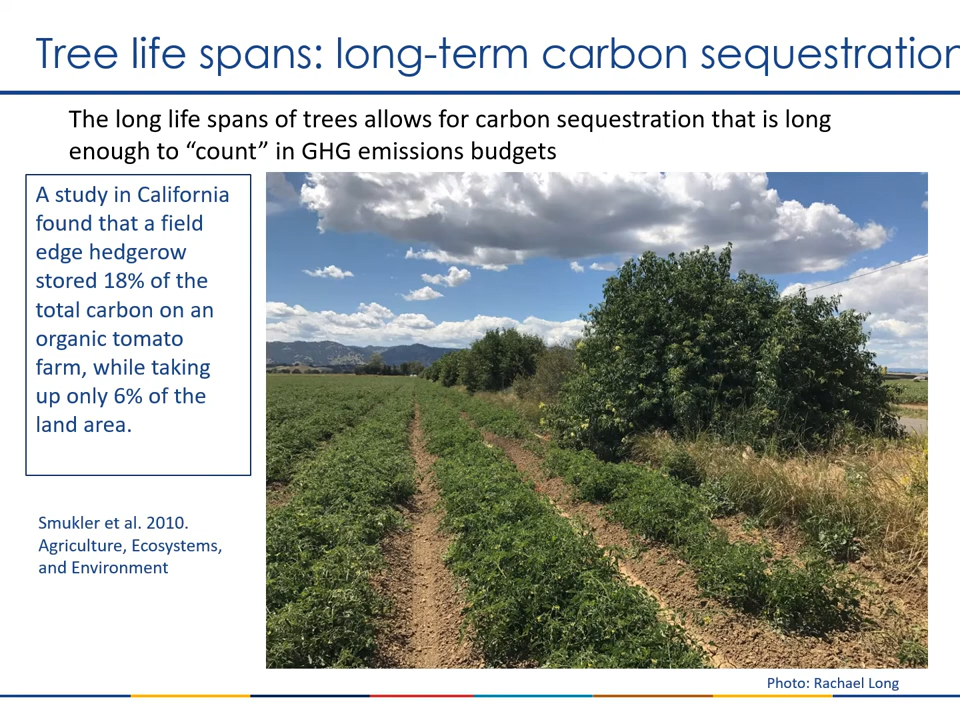 Tree life spans: long-term carbon sequestration
The long life spans of trees allows for carbon sequestration that is long
enough to “count” in GHG emissions budgets
A study in California
found that a field
edge hedgerow
stored 18% of the
total carbon on an
organic tomato
farm, while taking
up only 6% of the
land area.
Smukler et al. 2010.
Agriculture, Ecosystems,
and Environment
Photo: Rachael Long